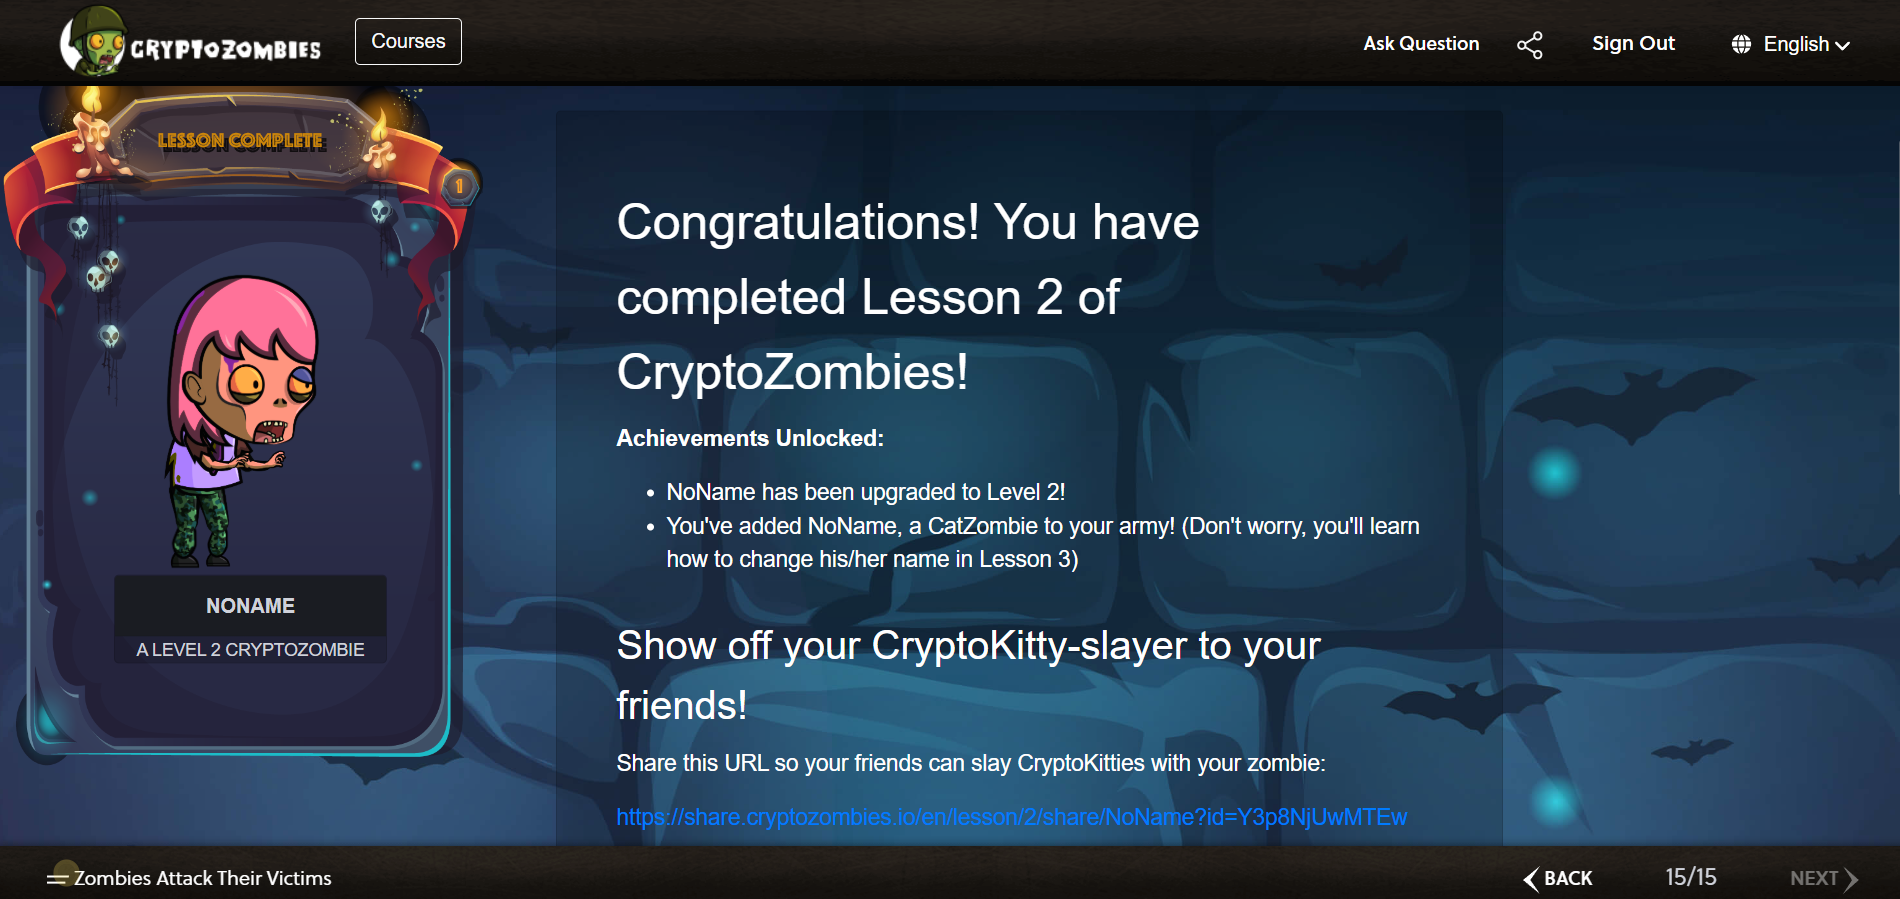 CRYPTOZOMBIES
Courses
Ask Question
Sign Out
English
LESSON COMPLETE
1
NONAME
A LEVEL 2 CRYPTOZOMBIE
Congratulations! You have
completed Lesson 2 of
CryptoZombies!
Achievements Unlocked:
• NoName has been upgraded to Level 2!
• You've added NoName, a CatZombie to your army! (Don't worry, you'll learn
how to change his/her name in Lesson 3)
Show off your CryptoKitty-slayer to your
friends!
Share this URL so your friends can slay CryptoKitties with your zombie:
https://share.cryptozombies.io/en/lesson/2/share/NoName?id=Y3p8NjUwMTEw
Zombies Attack Their Victims
BACK
15/15
NEXT